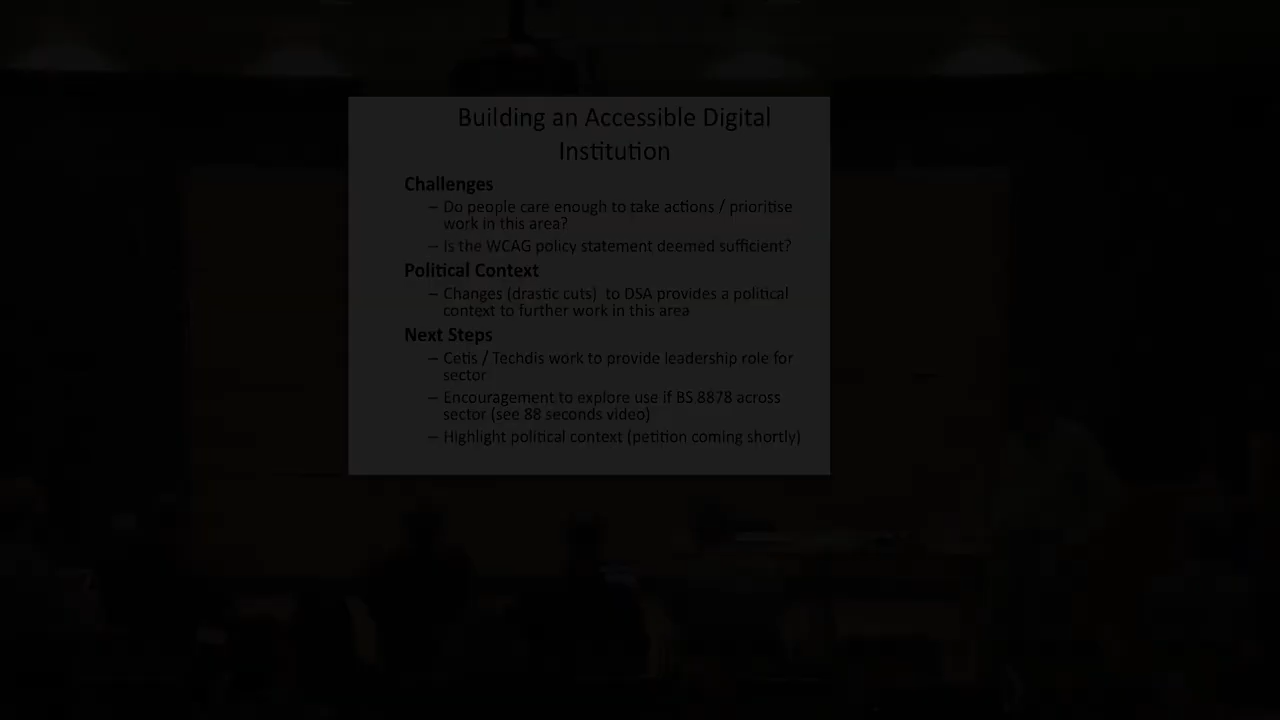 Building an Accessible Digital
Institution
Challenges
– Do people care enough to take actions / prioritise
work in this area?
– Is the WCAG policy statement deemed sufficient?
Political Context
– Changes (drastic cuts) to DSA provides a political
context to further work in this area
Next Steps
– Cetis / Techdis work to provide leadership role for
sector
– Encouragement to explore use if BS 8878 across
sector (see 88 seconds video)
– Highlight political context (petition coming shortly)